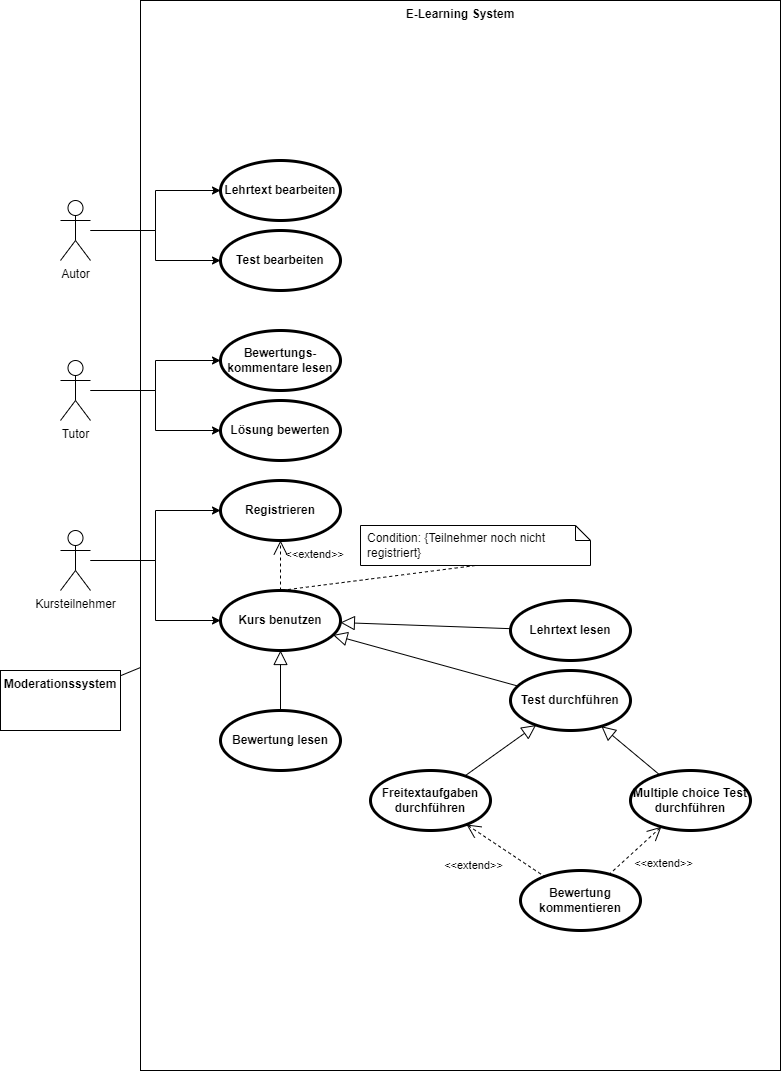 E-Learning System
Lehrtext bearbeiten
Autor
Test bearbeiten
Bewertungs-
kommentare lesen
Tutor
Lösung bewerten
Registrieren
Condition: {Teilnehmer noch nicht
registriert}
<<extend>>
Kursteilnehmer
Kurs benutzen
Lehrtext lesen
Moderationssystem
Test durchführen
Bewertung lesen
Freitextaufgaben
durchführen
Multiple choice Test
durchführen
<<extend>>
<<extend>>
Bewertung
kommentieren